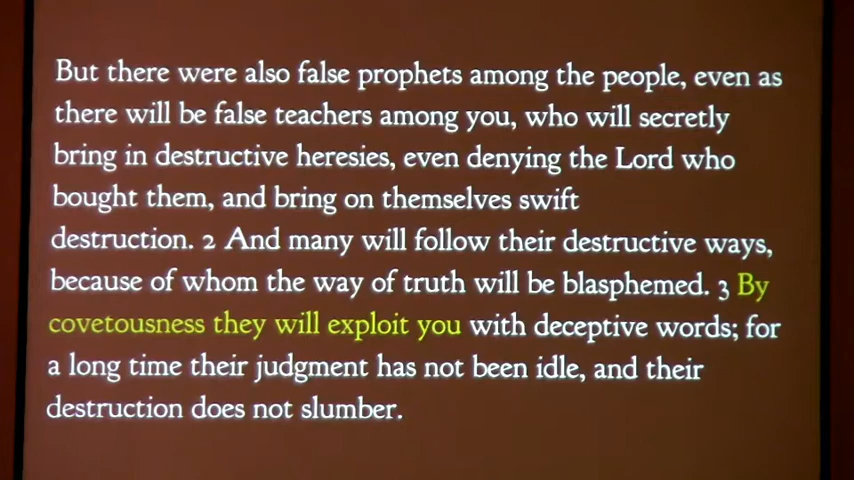 But there were also false prophets among the people, even as
there will be false teachers among you, who will secretly
bring in destructive heresies, even denying the Lord who
bought them, and bring on themselves swift
destruction. 2 And many will follow their destructive ways,
because of whom the way of truth will be blasphemed. 3 By
covetousness they will exploit you with deceptive words; for
a long time their judgment has not been idle, and their
destruction does not slumber.